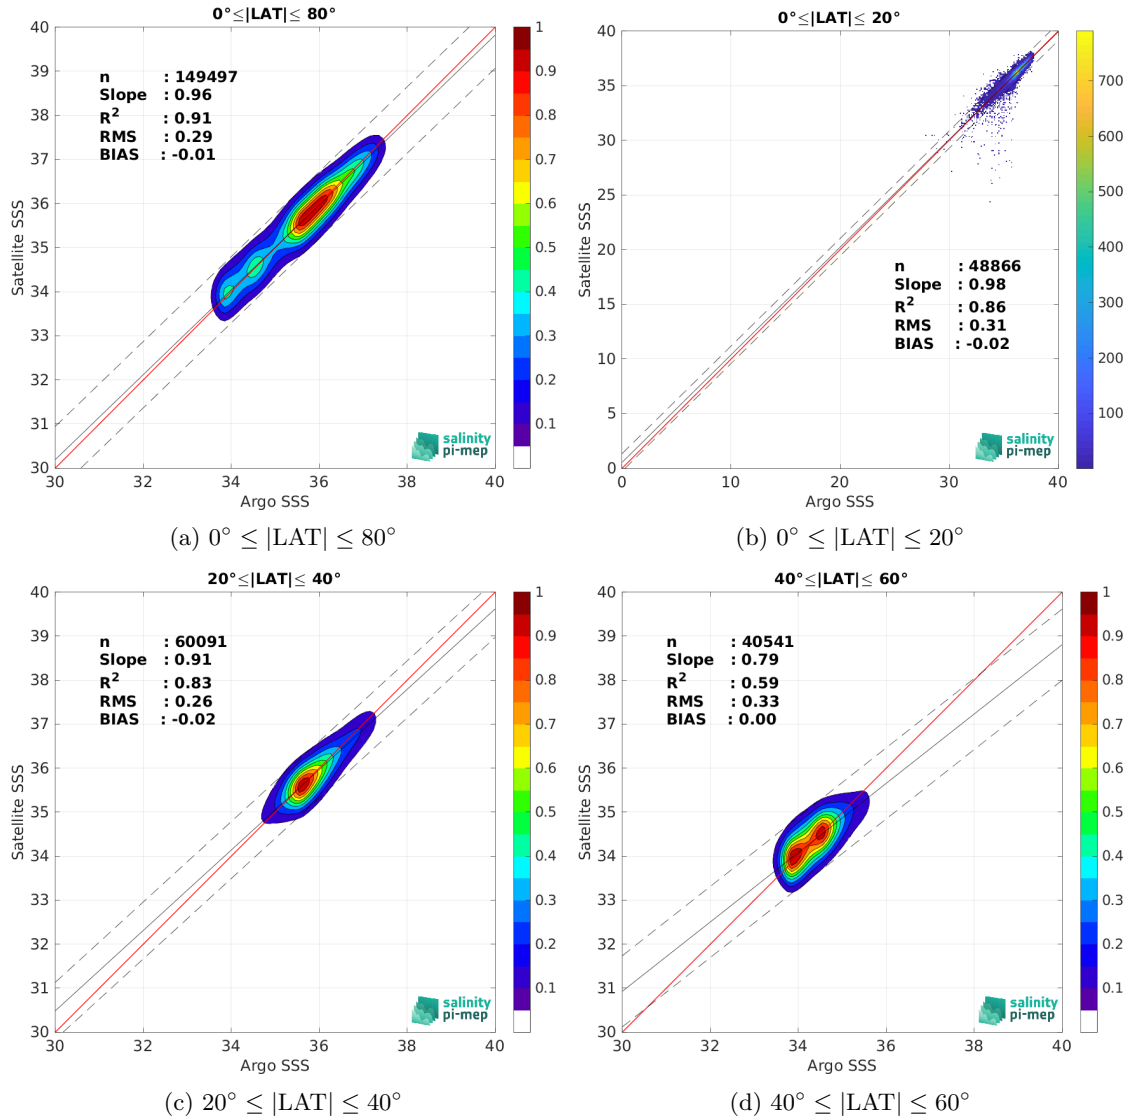 0°≤|LAT|≤ 80°
40
39
38
37
36
35
34
33
32
31
30
30 32 34 36 38 40
Satellite SSS
Argo SSS
n : 149497
Slope : 0.96
R² : 0.91
RMS : 0.29
BIAS : -0.01
salinity
pi-mep
1
0.9
0.8
0.7
0.6
0.5
0.4
0.3
0.2
0.1
(a) 0° ≤ |LAT| ≤ 80°
0°≤|LAT|≤ 20°
40
35
30
25
20
15
10
5
0
0 10 20 30 40
Satellite SSS
Argo SSS
n : 48866
Slope : 0.98
R² : 0.86
RMS : 0.31
BIAS : -0.02
salinity
pi-mep
700
600
500
400
300
200
100
(b) 0° ≤ |LAT| ≤ 20°
20°≤|LAT|≤ 40°
40
39
38
37
36
35
34
33
32
31
30
30 32 34 36 38 40
Satellite SSS
Argo SSS
n : 60091
Slope : 0.91
R² : 0.83
RMS : 0.26
BIAS : -0.02
salinity
pi-mep
1
0.9
0.8
0.7
0.6
0.5
0.4
0.3
0.2
0.1
(c) 20° ≤ |LAT| ≤ 40°
40°≤|LAT|≤ 60°
40
39
38
37
36
35
34
33
32
31
30
30 32 34 36 38 40
Satellite SSS
Argo SSS
n : 40541
Slope : 0.79
R² : 0.59
RMS : 0.33
BIAS : 0.00
salinity
pi-mep
1
0.9
0.8
0.7
0.6
0.5
0.4
0.3
0.2
0.1
(d) 40° ≤ |LAT| ≤ 60°